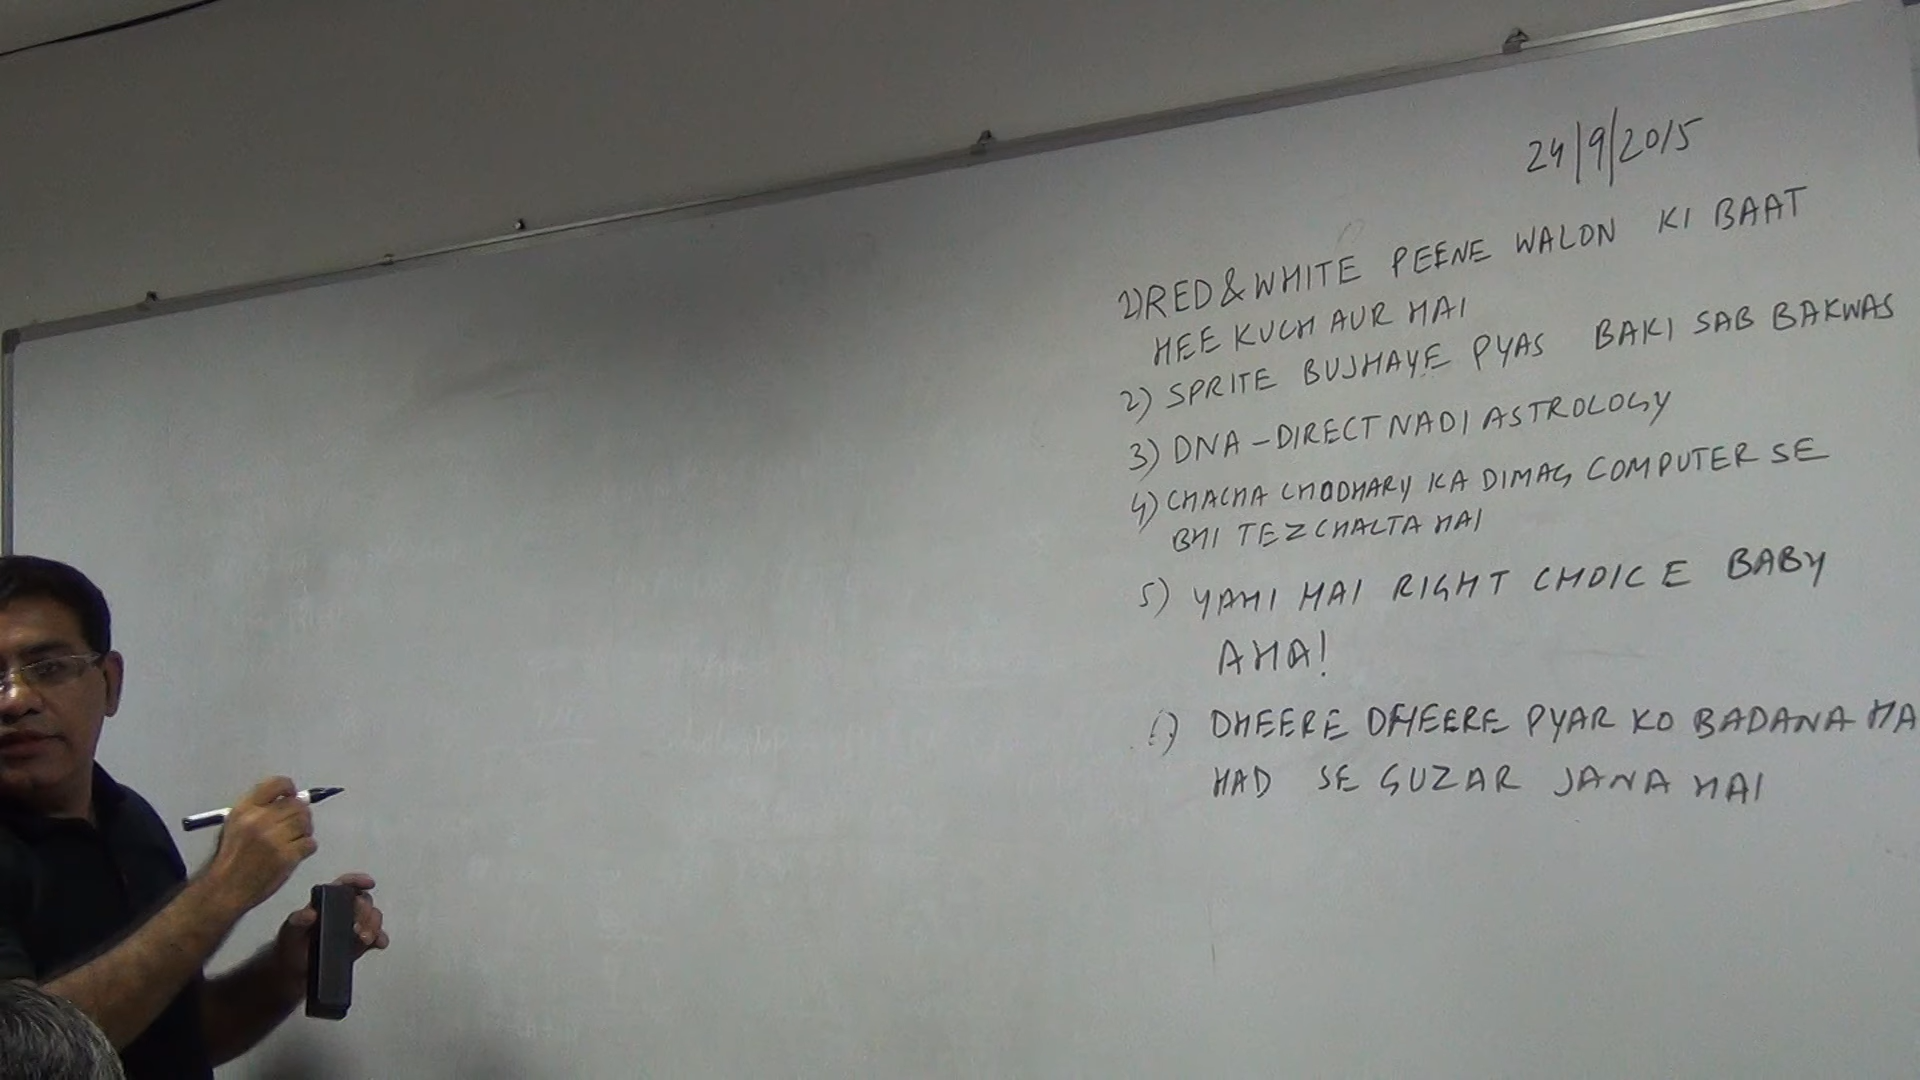 24/9/2015
1) RED & WHITE PEENE WALON KI BAAT
HEE KUCH AUR HAI
2) SPRITE BUJHAYE PYAS BAKI SAB BAKWAS
3) DNA - DIRECT NADI ASTROLOGY
4) CHACHA CHODHARY KA DIMAG COMPUTER SE
BHI TEZ CHALTA HAI
5) YAHI HAI RIGHT CHOICE BABY
AHA!
6) DHEERE DHEERE PYAR KO BADANA HA
HAD SE GUZAR JANA HAI